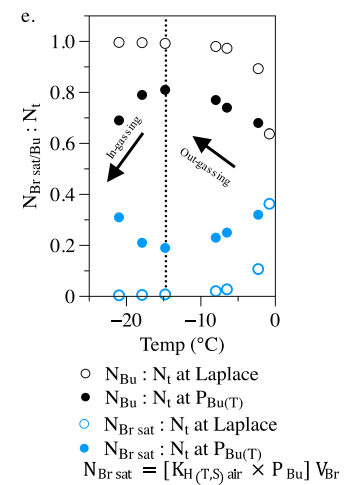 e.
1.0
0.8
0.6
0.4
0.2
0
N_Br sat/Bu : N_t
In-gassing
Out-gassing
−20 −10 0
Temp (°C)
N_Bu : N_t at Laplace
N_Bu : N_t at P_Bu(T)
N_Br sat : N_t at Laplace
N_Br sat : N_t at P_Bu(T)
N_Br sat = [K_H(T,S) air × P_Bu] V_Br